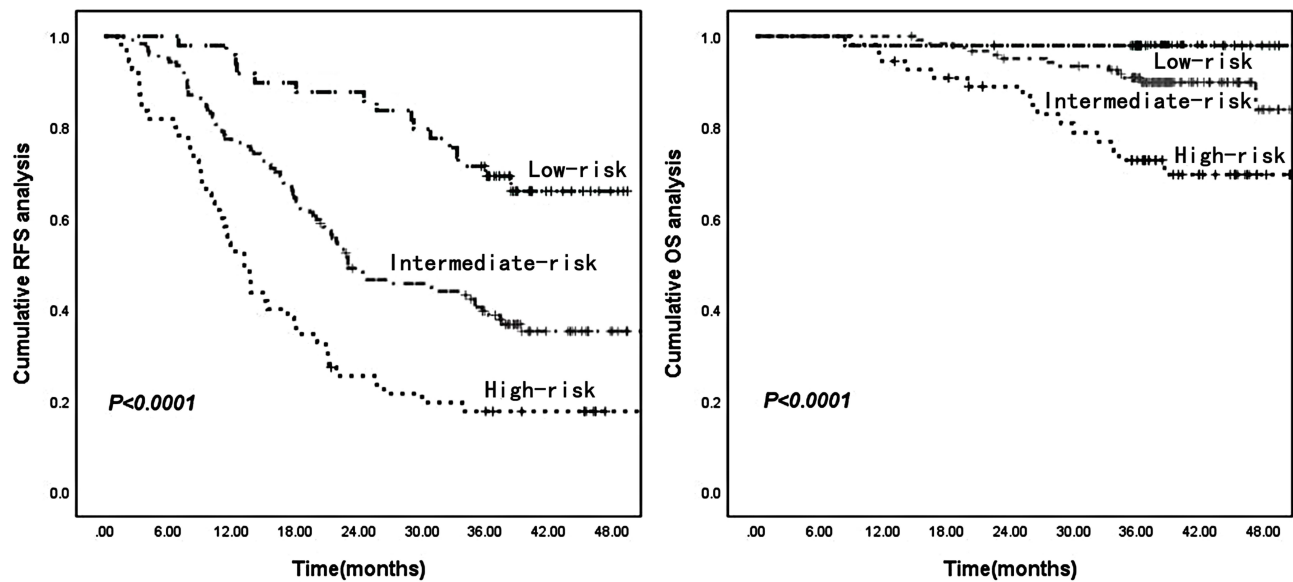 Cumulative RFS analysis
1.0
0.8
0.6
0.4
0.2
0.0
Low-risk
Intermediate-risk
High-risk
P<0.0001
.00 6.00 12.00 18.00 24.00 30.00 36.00 42.00 48.00
Time(months)
Cumulative OS analysis
1.0
0.8
0.6
0.4
0.2
0.0
Low-risk
Intermediate-risk
High-risk
P<0.0001
.00 6.00 12.00 18.00 24.00 30.00 36.00 42.00 48.00
Time(months)